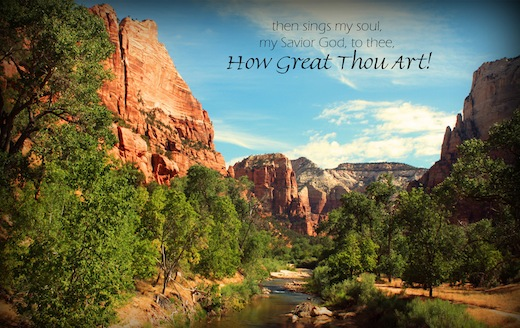 then sings my soul,
my Savior God, to thee,
How Great Thou Art!